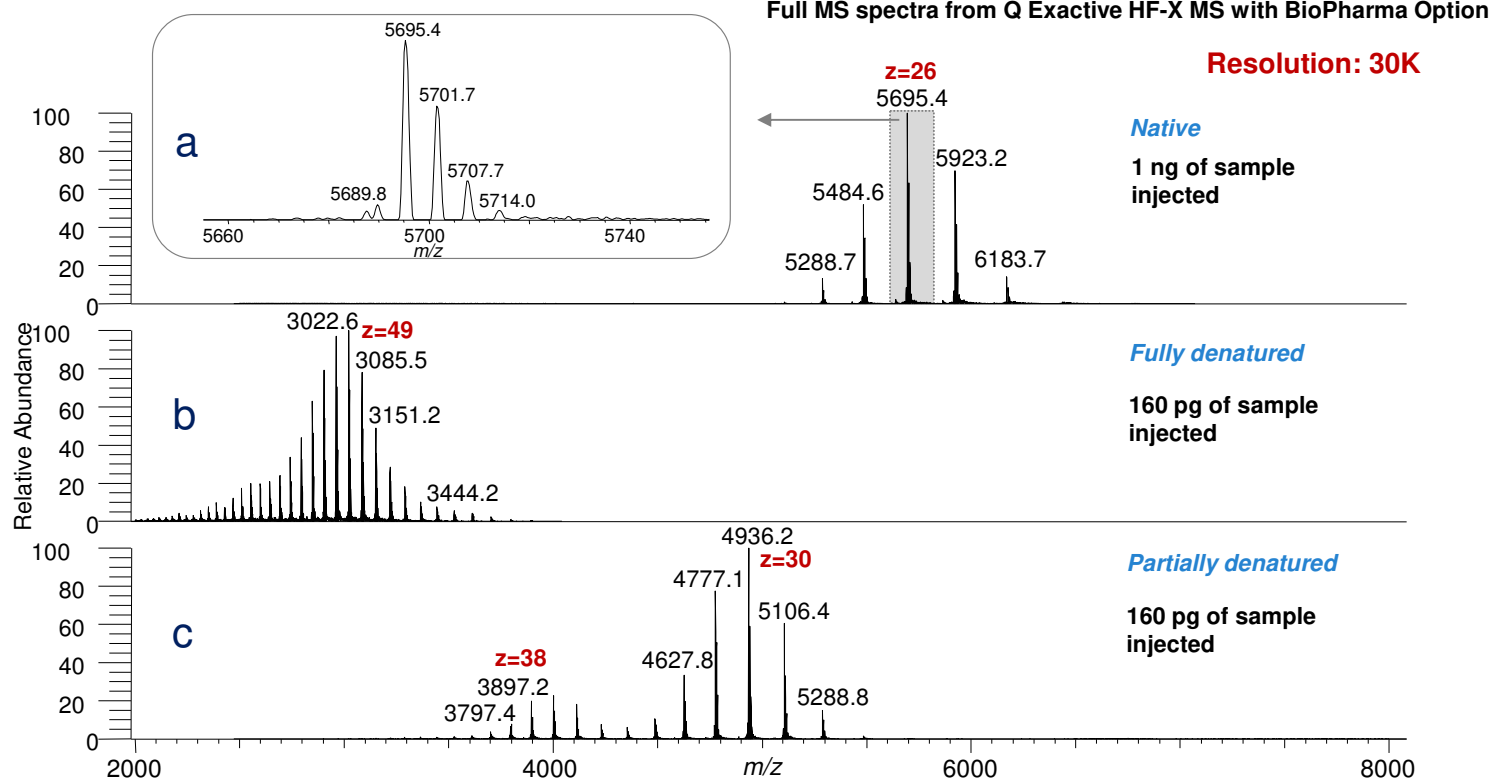 Full MS spectra from Q Exactive HF-X MS with BioPharma Option
Resolution: 30K
a
5695.4
5701.7
5707.7
5689.8
5714.0
5660
5700
5740
m/z
z=26
5695.4
5923.2
5484.6
5288.7
6183.7
100
80
60
40
20
0
Native
1 ng of sample
injected
Relative Abundance
b
3022.6
z=49
3085.5
3151.2
3444.2
100
80
60
40
20
0
Fully denatured
160 pg of sample
injected
c
4936.2
z=30
4777.1
5106.4
4627.8
5288.8
z=38
3897.2
3797.4
100
80
60
40
20
0
Partially denatured
160 pg of sample
injected
2000
4000
m/z
6000
8000